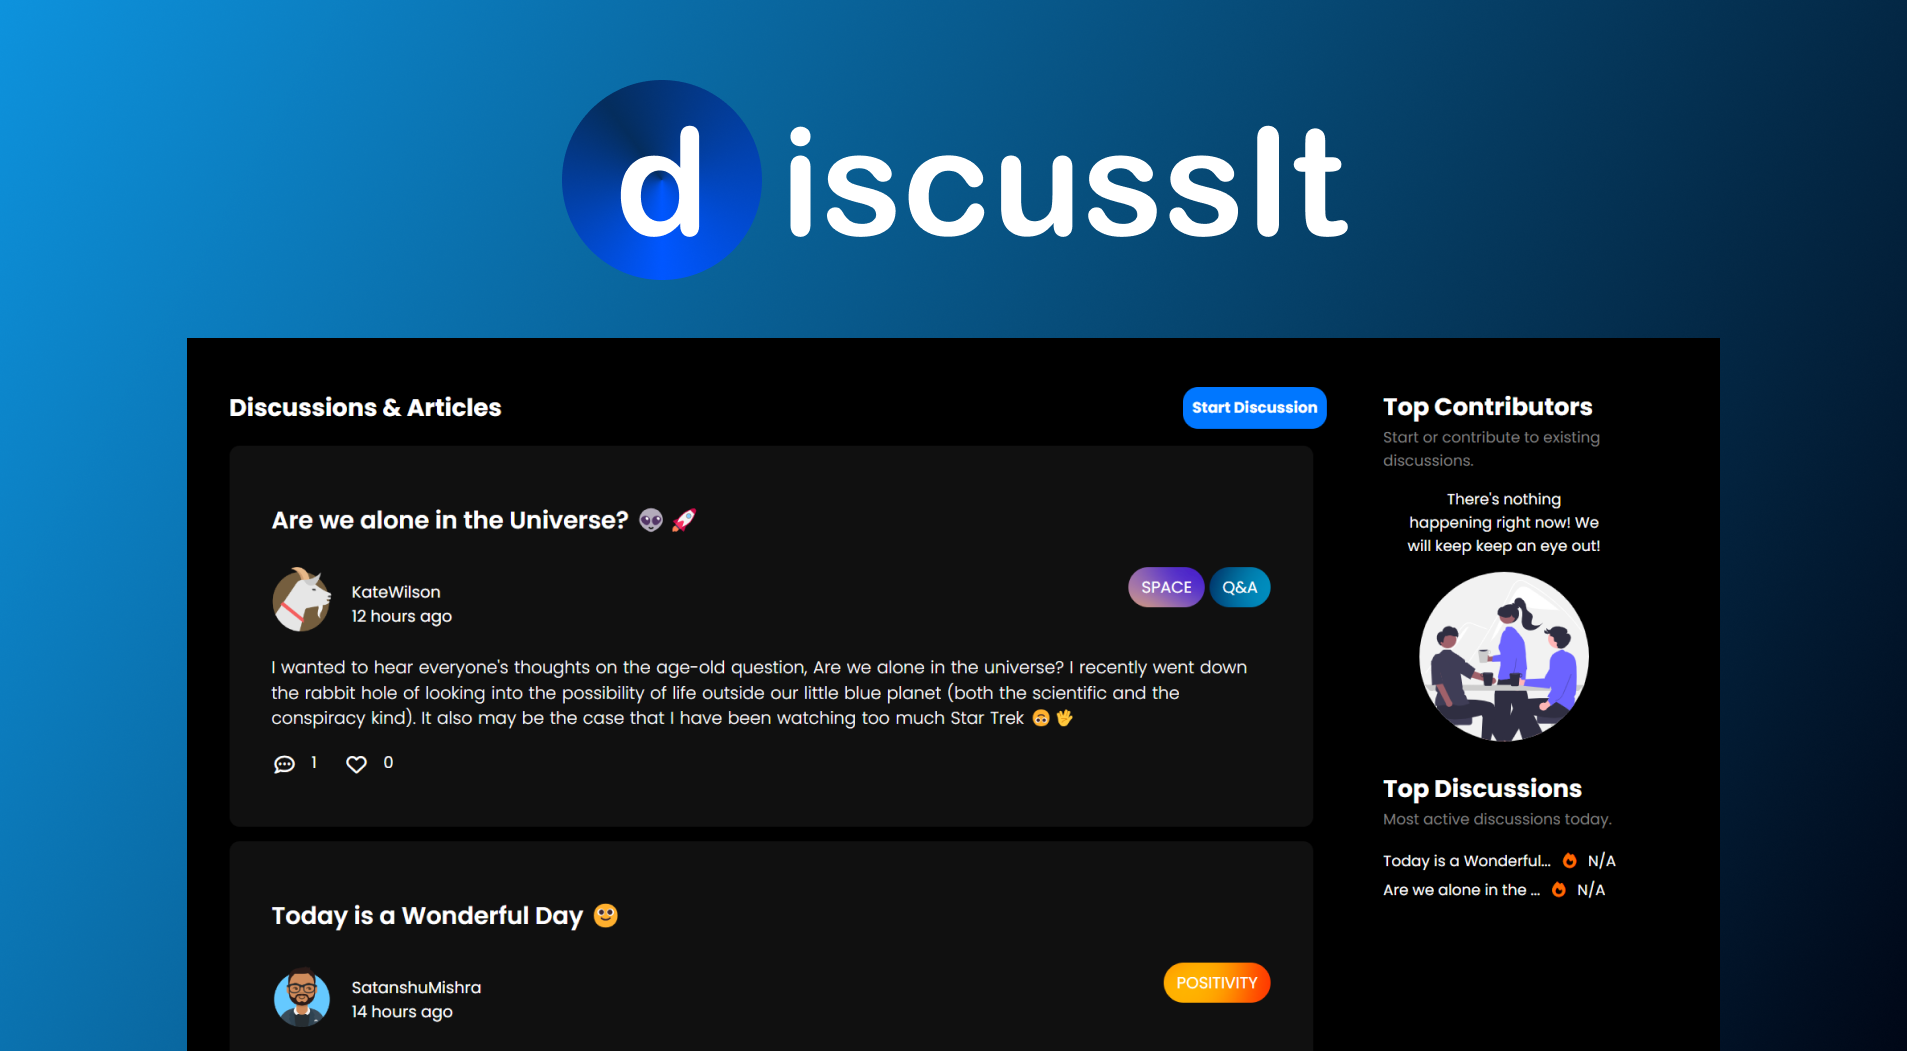 discussIt
Discussions & Articles
Start Discussion
Are we alone in the Universe? 👽 🚀
KateWilson
12 hours ago
SPACE Q&A
I wanted to hear everyone's thoughts on the age-old question, Are we alone in the universe? I recently went down
the rabbit hole of looking into the possibility of life outside our little blue planet (both the scientific and the
conspiracy kind). It also may be the case that I have been watching too much Star Trek 🙃 🖖
1 0
Today is a Wonderful Day 🙂
SatanshuMishra
14 hours ago
POSITIVITY
Top Contributors
Start or contribute to existing
discussions.
There's nothing
happening right now! We
will keep keep an eye out!
Top Discussions
Most active discussions today.
Today is a Wonderful... N/A
Are we alone in the ... N/A